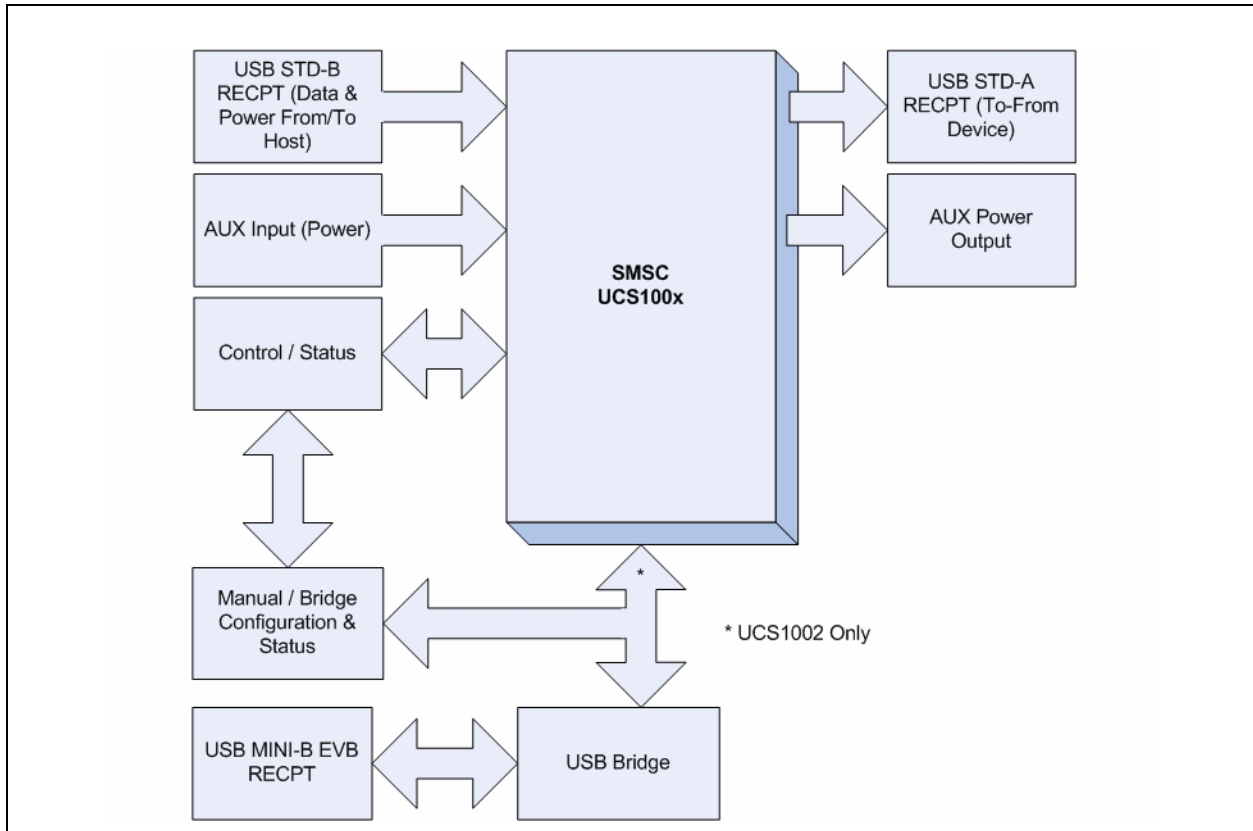 USB STD-B
RECPT (Data &
Power From/To
Host)
USB STD-A
RECPT (To-From
Device)
AUX Input (Power)
AUX Power
Output
SMSC
UCS100x
Control / Status
*
Manual / Bridge
Configuration &
Status
* UCS1002 Only
USB MINI-B EVB
RECPT
USB Bridge